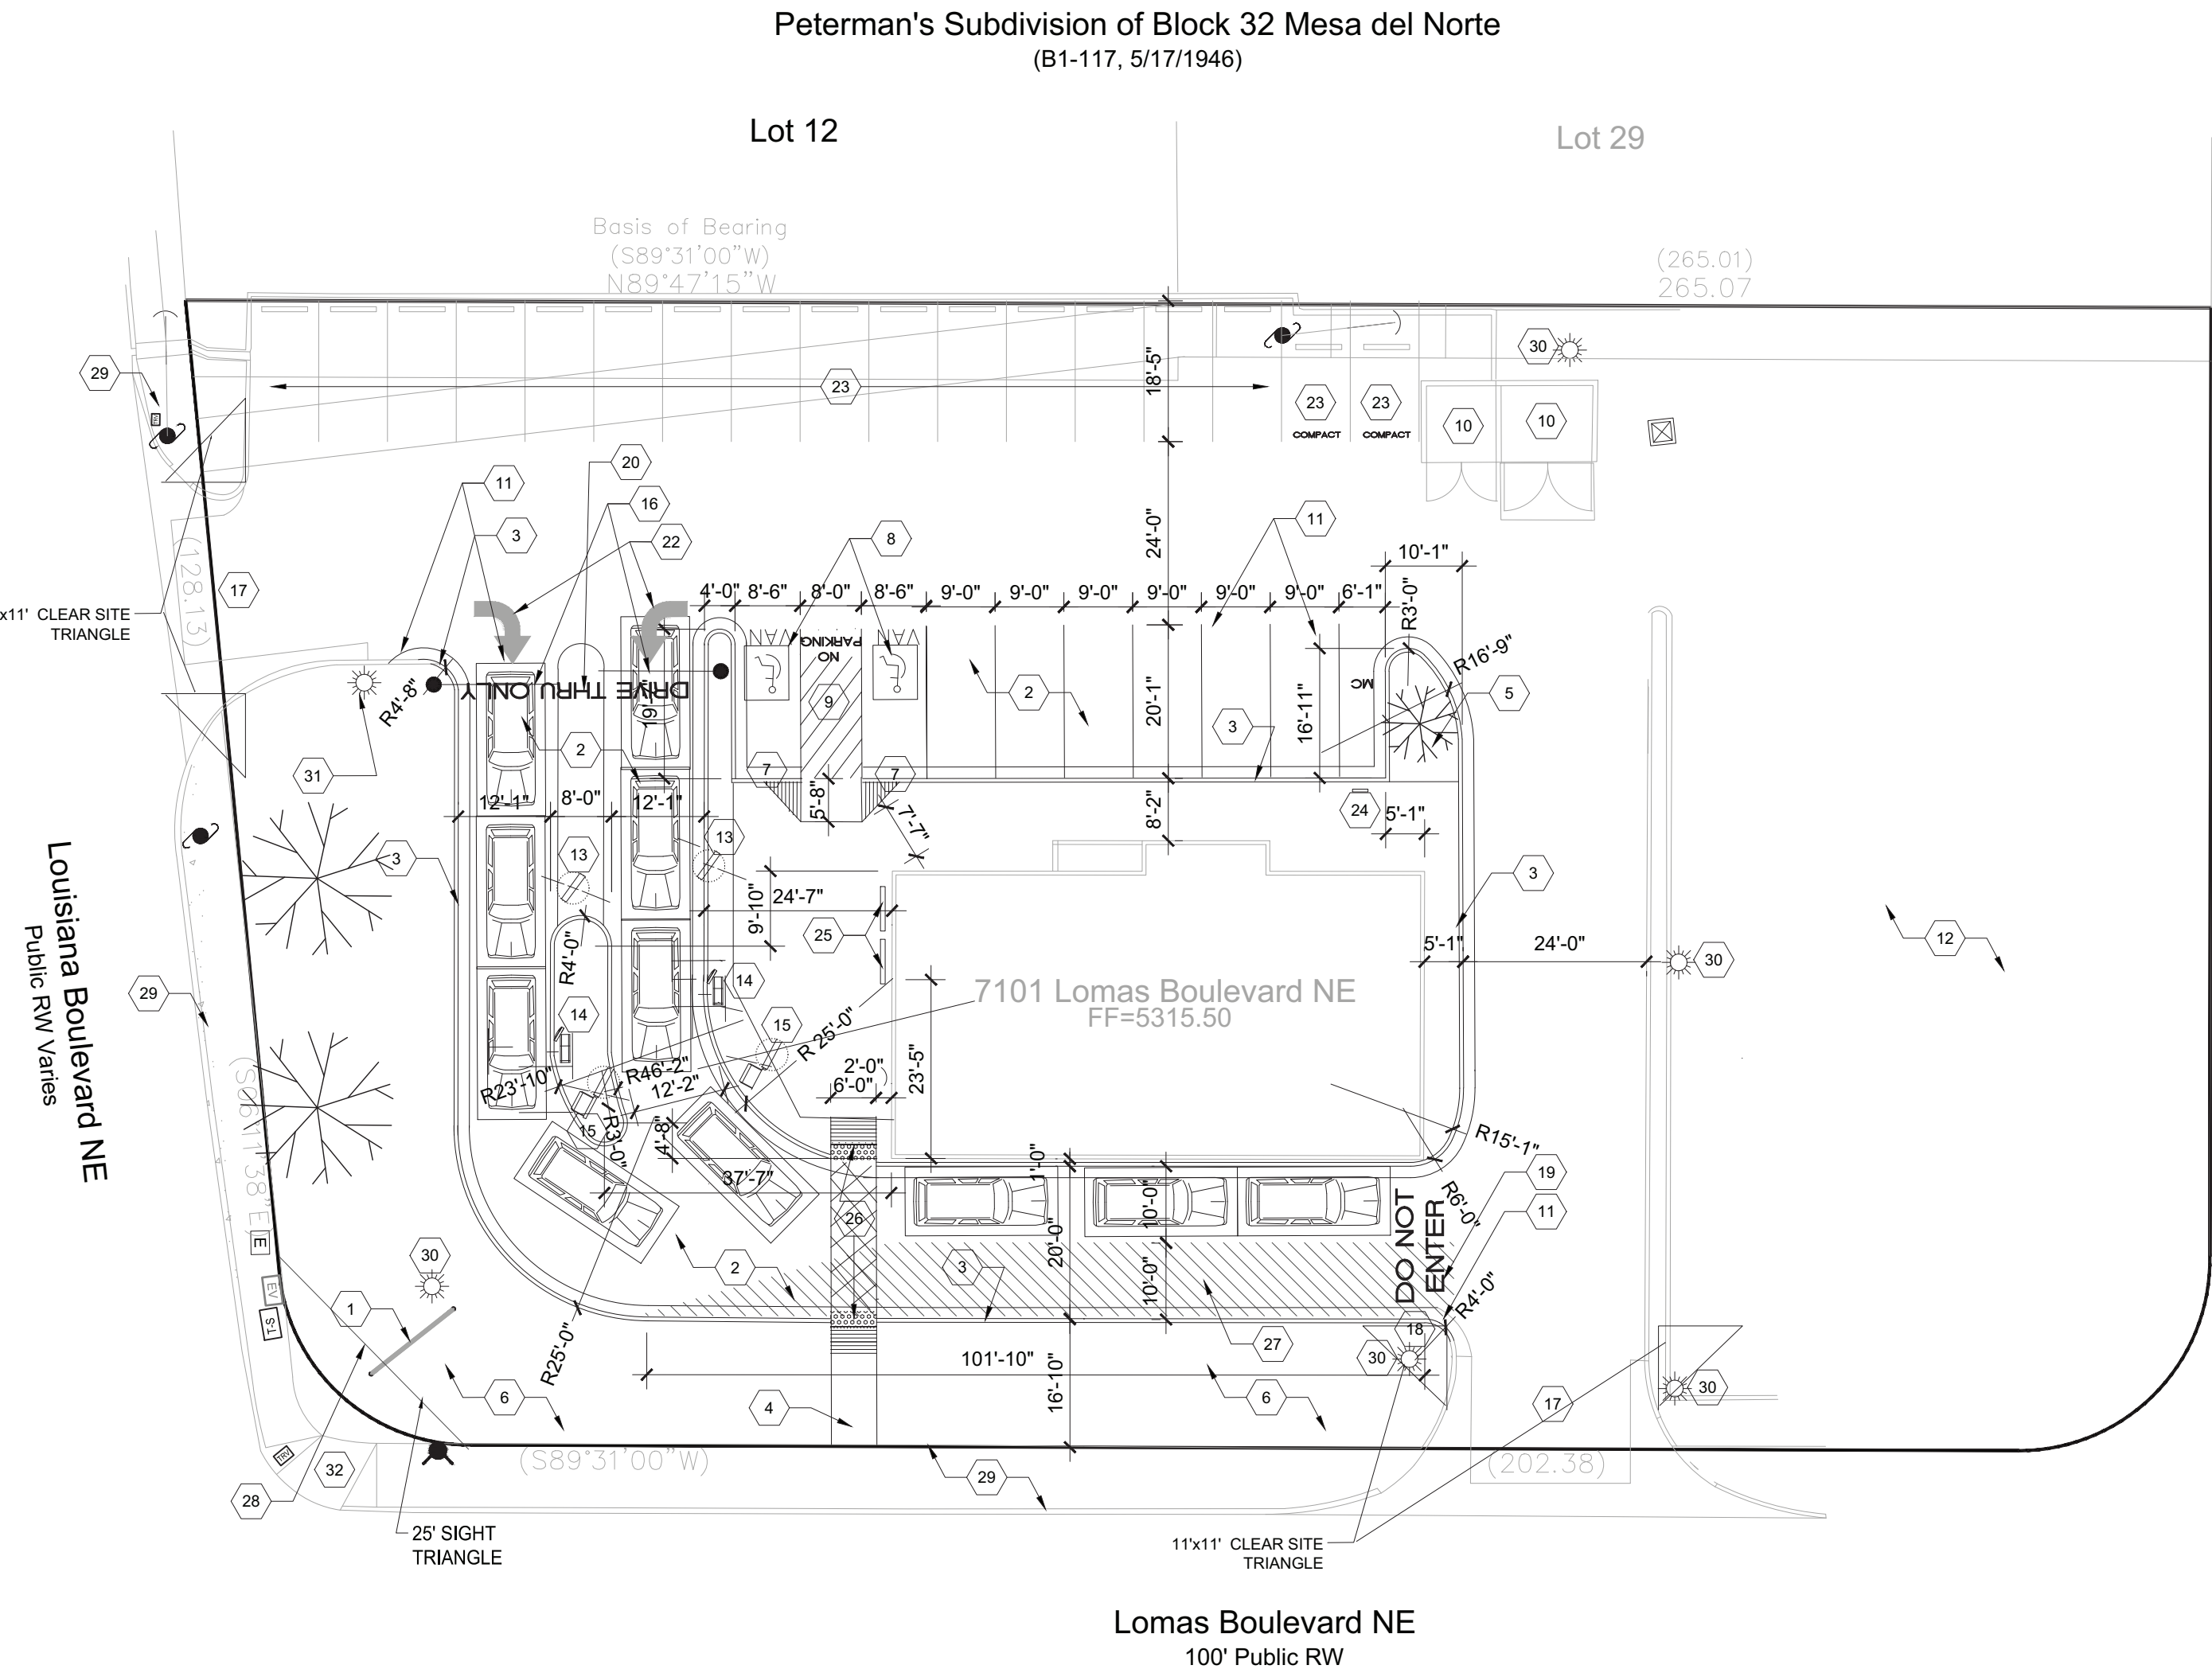 Peterman's Subdivision of Block 32 Mesa del Norte
(B1-117, 5/17/1946)
Lot 12
Lot 29
Basis of Bearing
(S89°31'00"W)
N89°47'15"W
(265.01)
265.07
30
29
23
18'-5"
23
23
10
10
COMPACT
COMPACT
20
11
16
3
22
8
11
24'-0"
10'-1"
(128.13)
17
x11' CLEAR SITE
TRIANGLE
4'-0"
8'-6"
8'-0"
8'-6"
9'-0"
9'-0"
9'-0"
9'-0"
9'-0"
9'-0"
6'-1"
R3'-0"
VAN
NO
PARKING
VAN
R16'-9"
MC
DRIVE THRU ONLY
R4'-8"
9
2
5
20'-1"
16'-11"
3
2
7
7
31
12'-1"
8'-0"
12'-1"
5'-8"
7'-7"
8'-2"
24
5'-1"
13
13
3
3
24'-7"
9'-10"
25
R4'-0"
5'-1"
24'-0"
12
30
Louisiana Boulevard NE
Public RW Varies
29
14
14
7101 Lomas Boulevard NE
FF=5315.50
15
R 25'-0"
R23'-10"
R46'-2"
12'-2"
2'-0"
6'-0"
23'-5"
15
R3'-0"
4'-8"
37'-7"
R15'-1"
19
11
R6'-0"
11'-0"
10'-0"
20'-0"
10'-0"
26
E
EV
T-S
30
1
2
3
DO NOT
ENTER
R4'-0"
18
30
27
R25'-0"
101'-10"
16'-10"
6
4
6
17
30
TRV
32
(S89°31'00"W)
29
(202.38)
28
25' SIGHT
TRIANGLE
11'x11' CLEAR SITE
TRIANGLE
Lomas Boulevard NE
100' Public RW